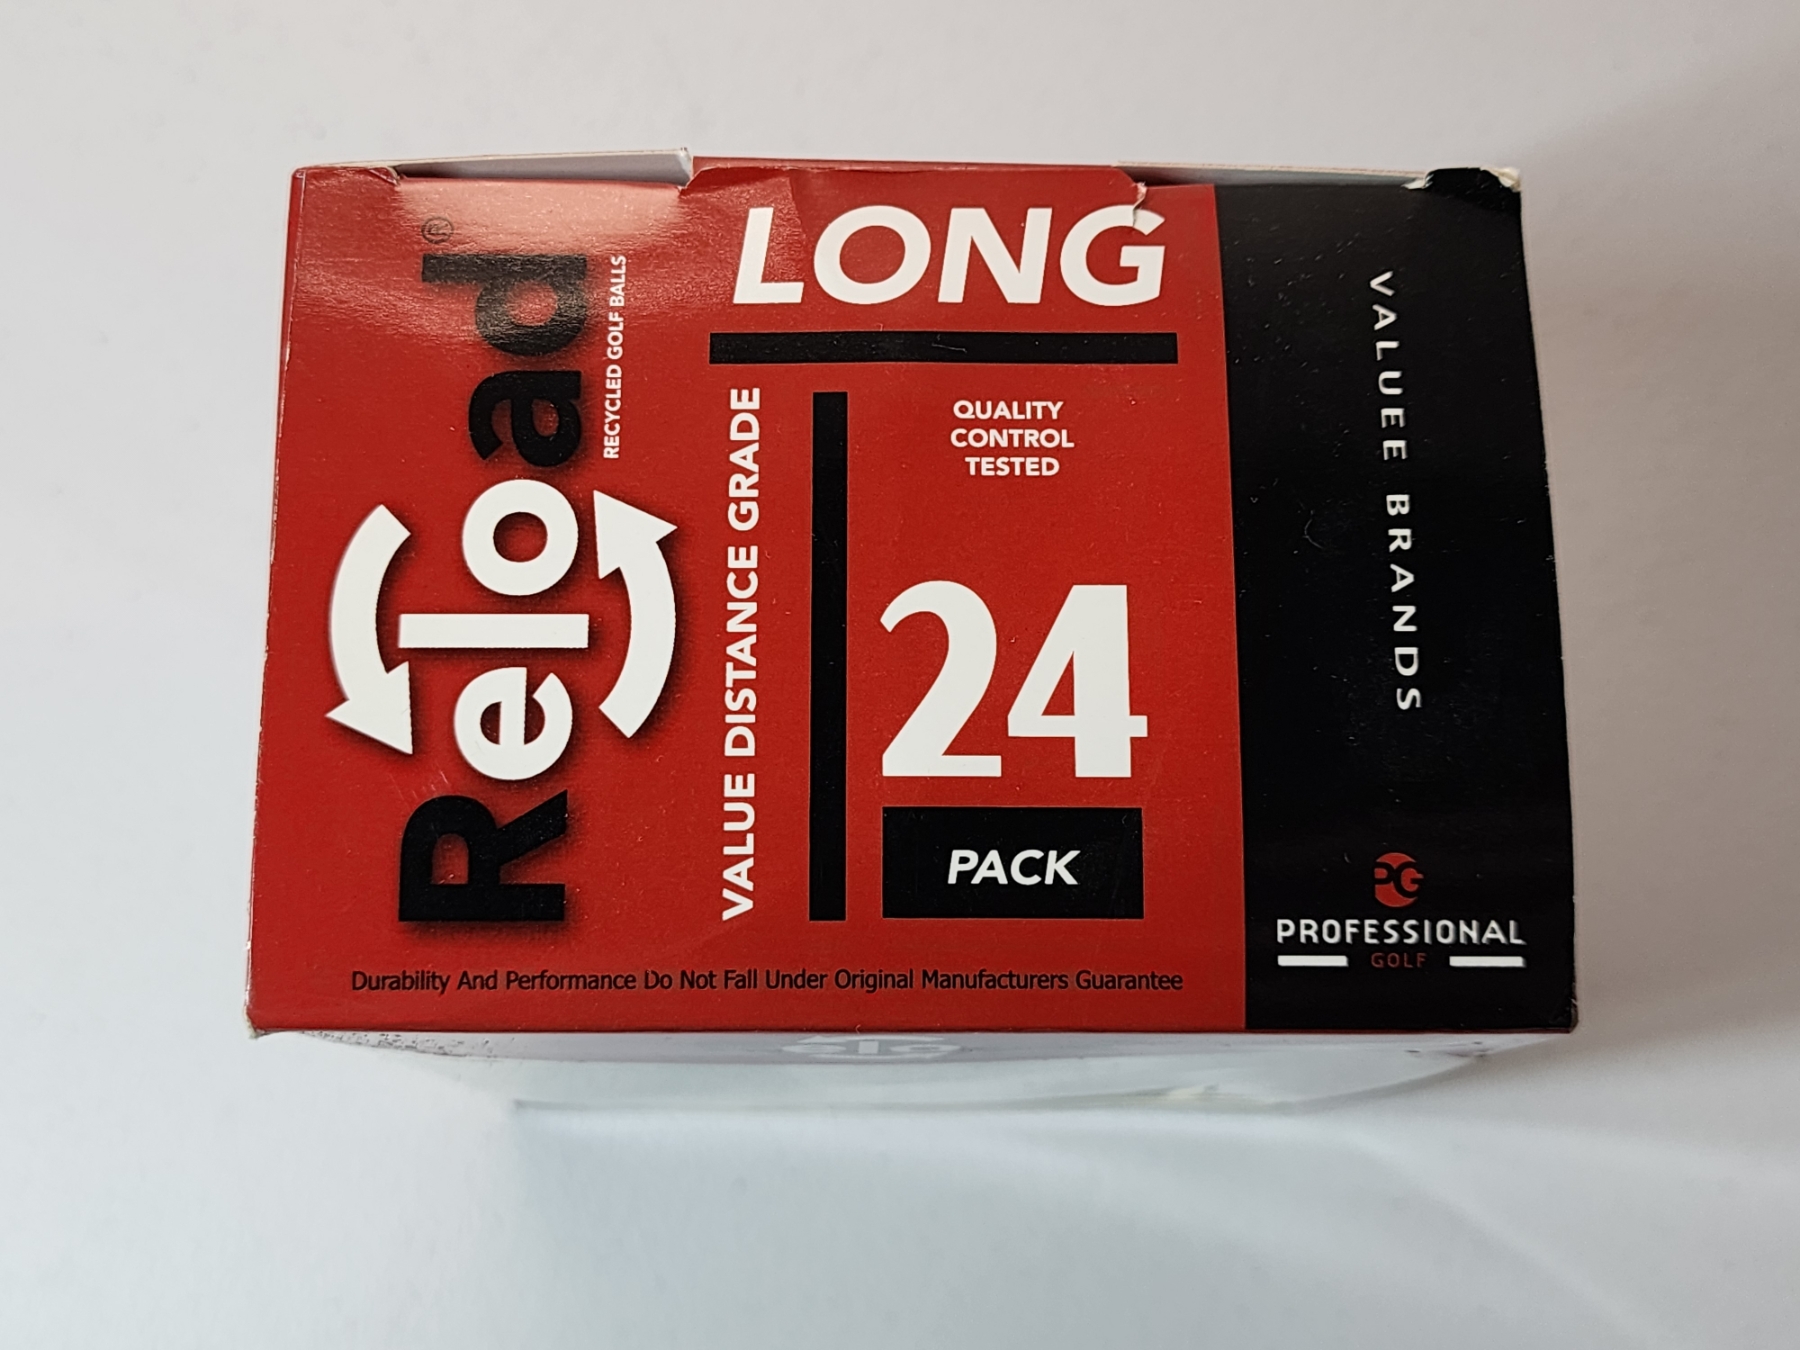 Reload®
RECYCLED GOLF BALLS
VALUE DISTANCE GRADE
LONG
QUALITY
CONTROL
TESTED
24
PACK
Durability And Performance Do Not Fall Under Original Manufacturers Guarantee
VALUEE BRANDS
PG
PROFESSIONAL
GOLF